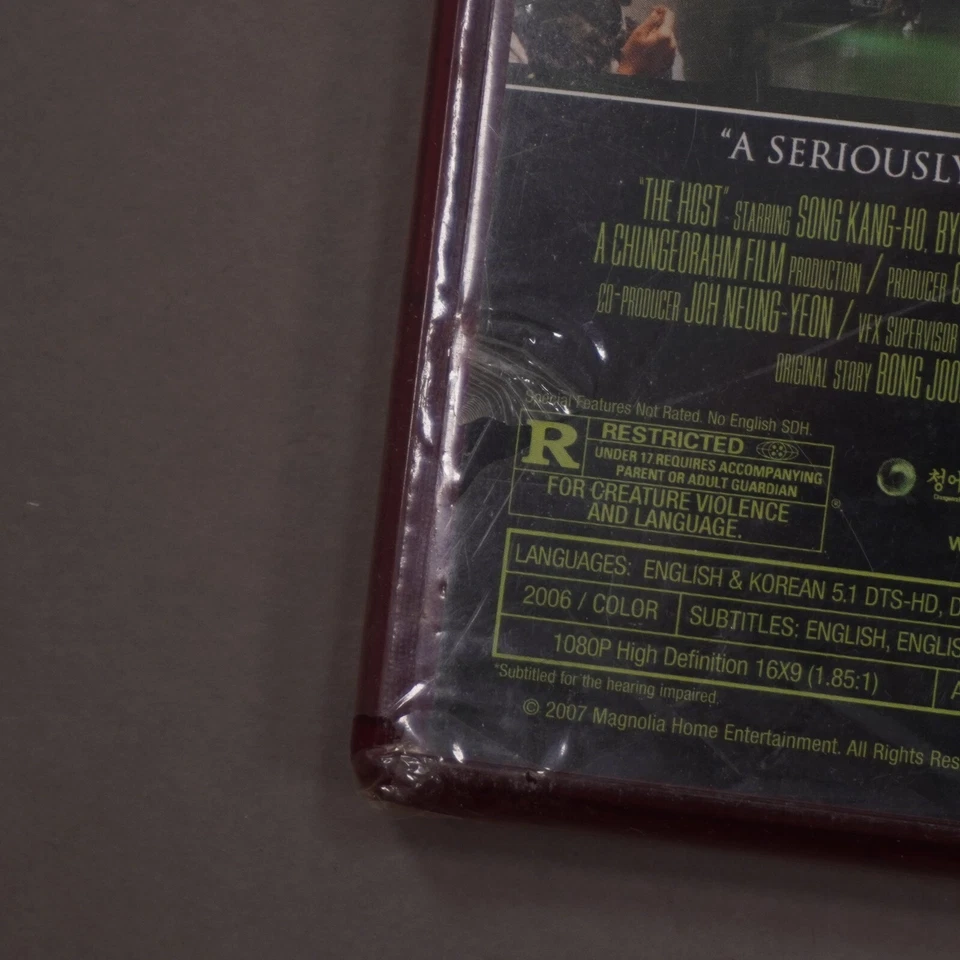 "A SERIOUSLY
"THE HOST" STARRING SONG KANG-HO,
A CHUNGEORAHM FILM PRODUCTION / PRODUCER
CO-PRODUCER JOH NEUNG-YEON / VFX SUPERVISOR
ORIGINAL STORY BONG
Special Features Not Rated. No English SDH.
R
RESTRICTED
UNDER 17 REQUIRES ACCOMPANYING
PARENT OR ADULT GUARDIAN
®
FOR CREATURE VIOLENCE
AND LANGUAGE.
LANGUAGES: ENGLISH & KOREAN 5.1 DTS-HD,
2006 / COLOR
SUBTITLES: ENGLISH,
1080P High Definition 16X9 (1.85:1)
*Subtitled for the hearing impaired.
© 2007 Magnolia Home Entertainment. All Rights